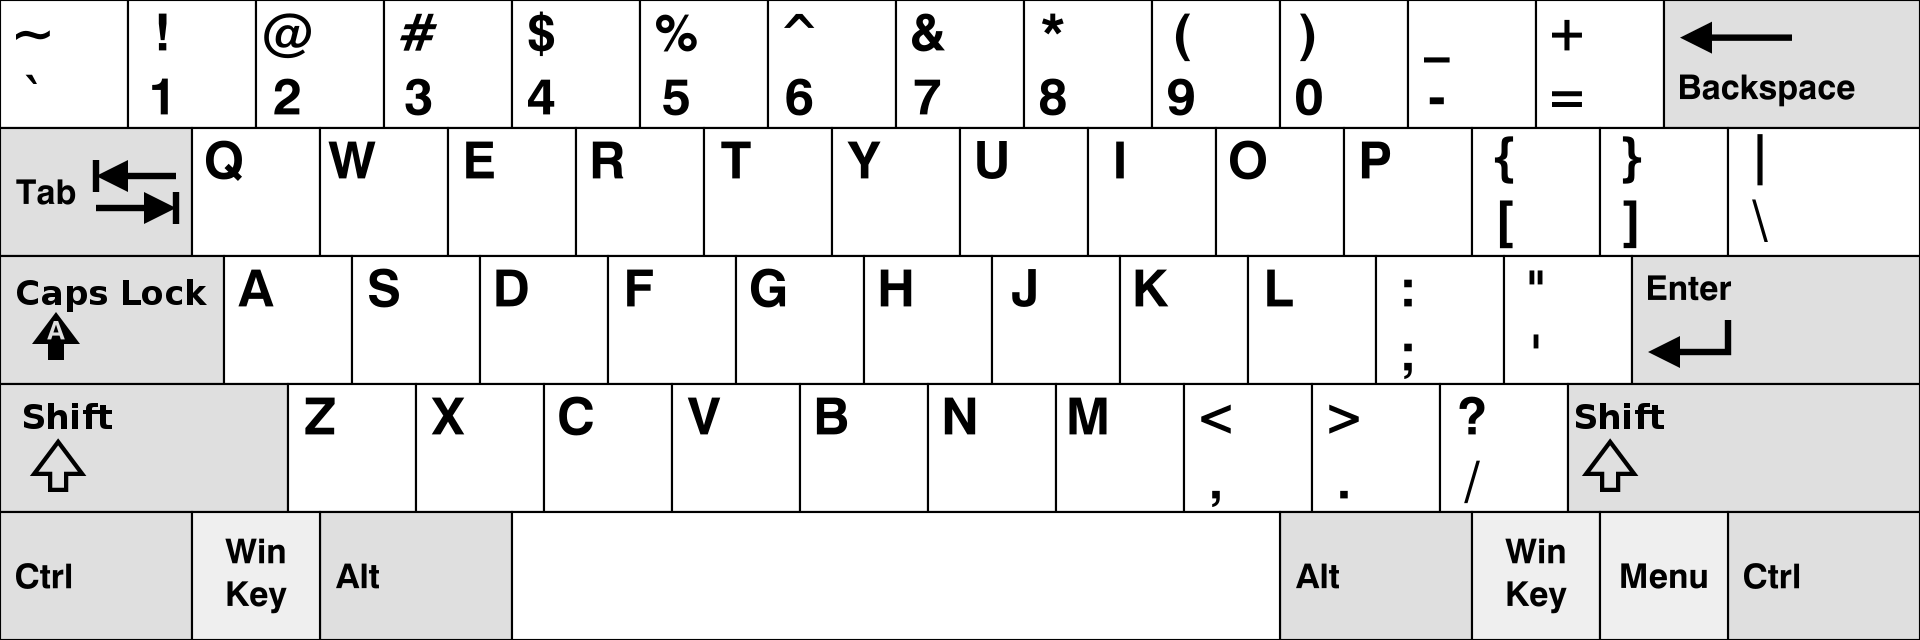 ~ ! @ # $ % ^ & * ( ) _ +
` 1 2 3 4 5 6 7 8 9 0 - = Backspace
Tab Q W E R T Y U I O P { } |
[ ] \
Caps Lock A S D F G H J K L : " Enter
A ; '
Shift Z X C V B N M < > ? Shift
, . /
Ctrl Win Key Alt Alt Win Key Menu Ctrl